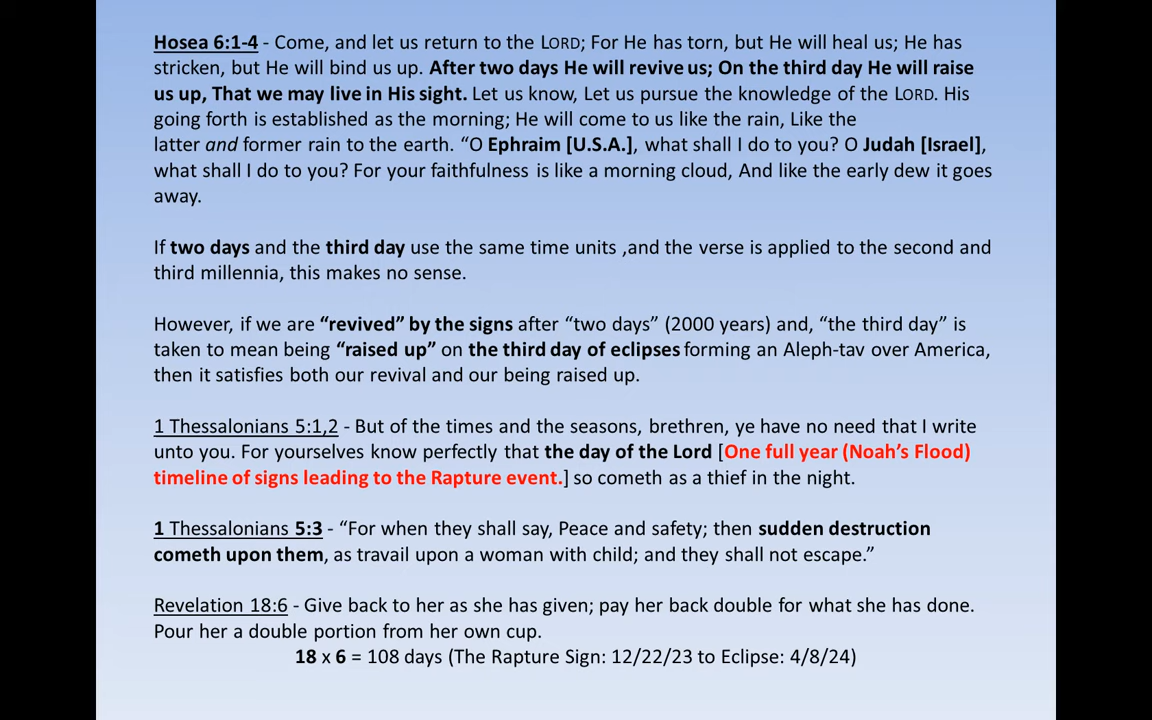 Hosea 6:1-4 - Come, and let us return to the LORD; For He has torn, but He will heal us; He has
stricken, but He will bind us up. After two days He will revive us; On the third day He will raise
us up, That we may live in His sight. Let us know, Let us pursue the knowledge of the LORD. His
going forth is established as the morning; He will come to us like the rain, Like the
latter and former rain to the earth. “O Ephraim [U.S.A.], what shall I do to you? O Judah [Israel],
what shall I do to you? For your faithfulness is like a morning cloud, And like the early dew it goes
away.
If two days and the third day use the same time units ,and the verse is applied to the second and
third millennia, this makes no sense.
However, if we are “revived” by the signs after “two days” (2000 years) and, “the third day” is
taken to mean being “raised up” on the third day of eclipses forming an Aleph-tav over America,
then it satisfies both our revival and our being raised up.
1 Thessalonians 5:1,2 - But of the times and the seasons, brethren, ye have no need that I write
unto you. For yourselves know perfectly that the day of the Lord [One full year (Noah’s Flood)
timeline of signs leading to the Rapture event.] so cometh as a thief in the night.
1 Thessalonians 5:3 - “For when they shall say, Peace and safety; then sudden destruction
cometh upon them, as travail upon a woman with child; and they shall not escape.”
Revelation 18:6 - Give back to her as she has given; pay her back double for what she has done.
Pour her a double portion from her own cup.
18 x 6 = 108 days (The Rapture Sign: 12/22/23 to Eclipse: 4/8/24)